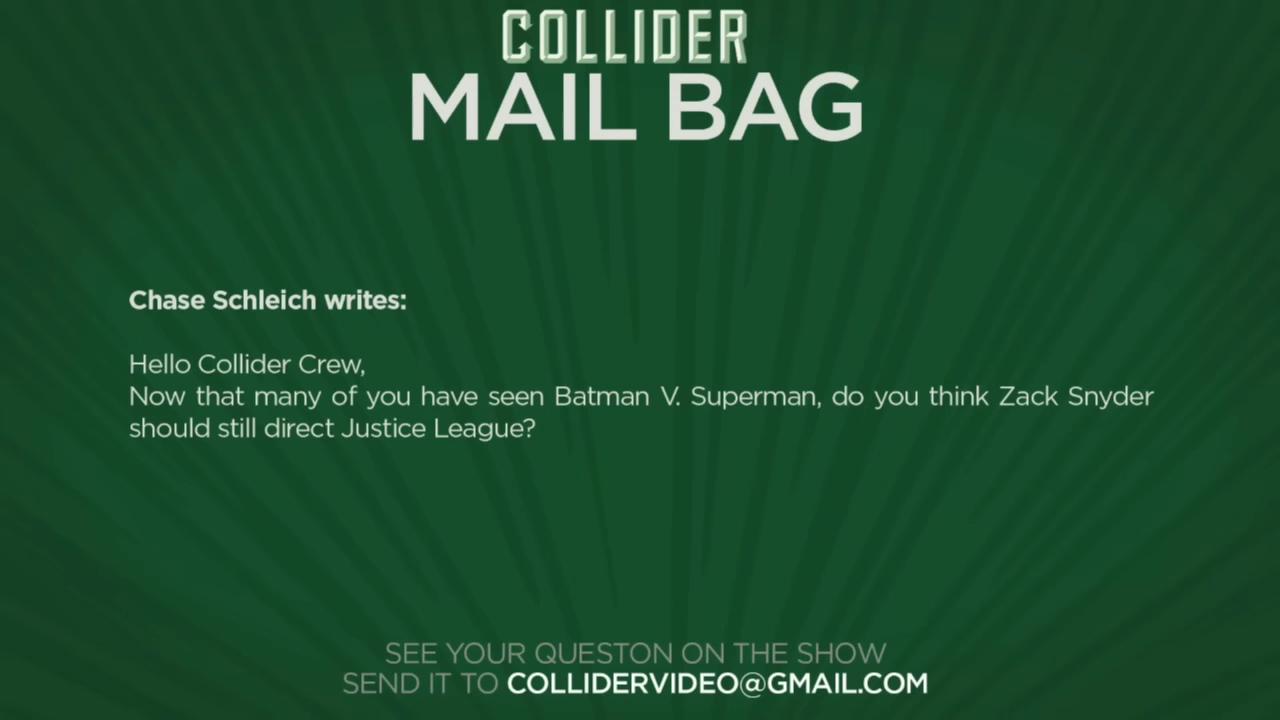 COLLIDER
MAIL BAG
Chase Schleich writes:
Hello Collider Crew,
Now that many of you have seen Batman V. Superman, do you think Zack Snyder
should still direct Justice League?
SEE YOUR QUESTON ON THE SHOW
SEND IT TO COLLIDERVIDEO@GMAIL.COM